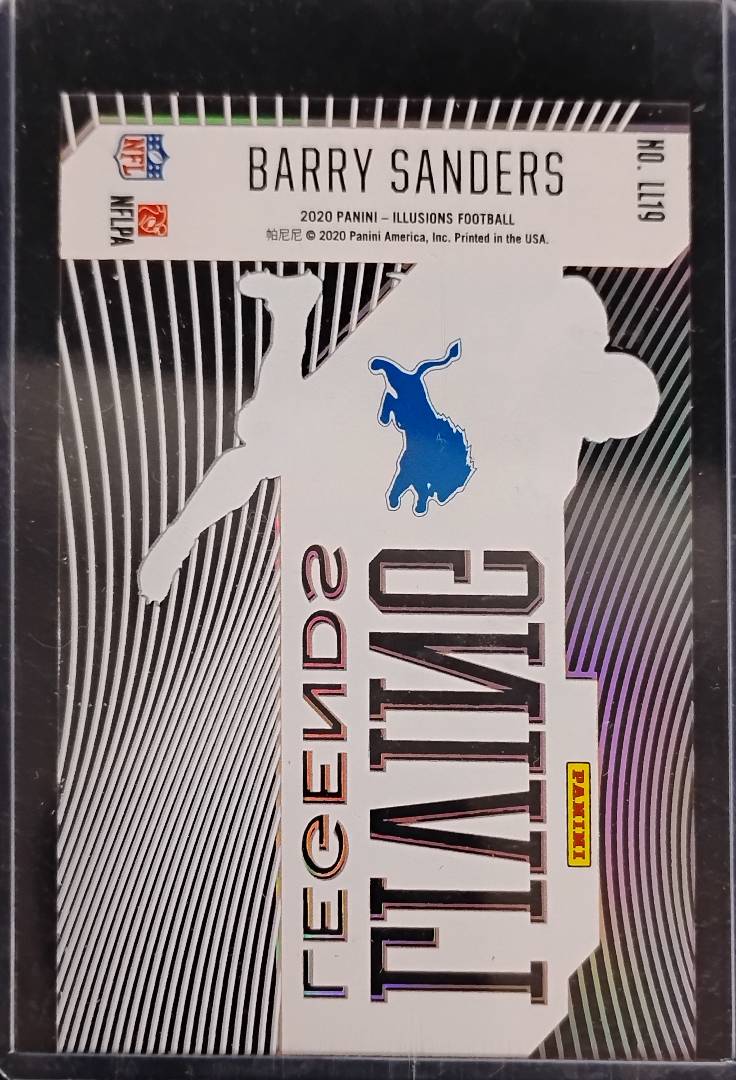 BARRY SANDERS
2020 PANINI – ILLUSIONS FOOTBALL
帕尼尼 © 2020 Panini America, Inc. Printed in the USA.
NO. LL19
NFL
NFLPA
LIVING
LEGENDS
PANINI